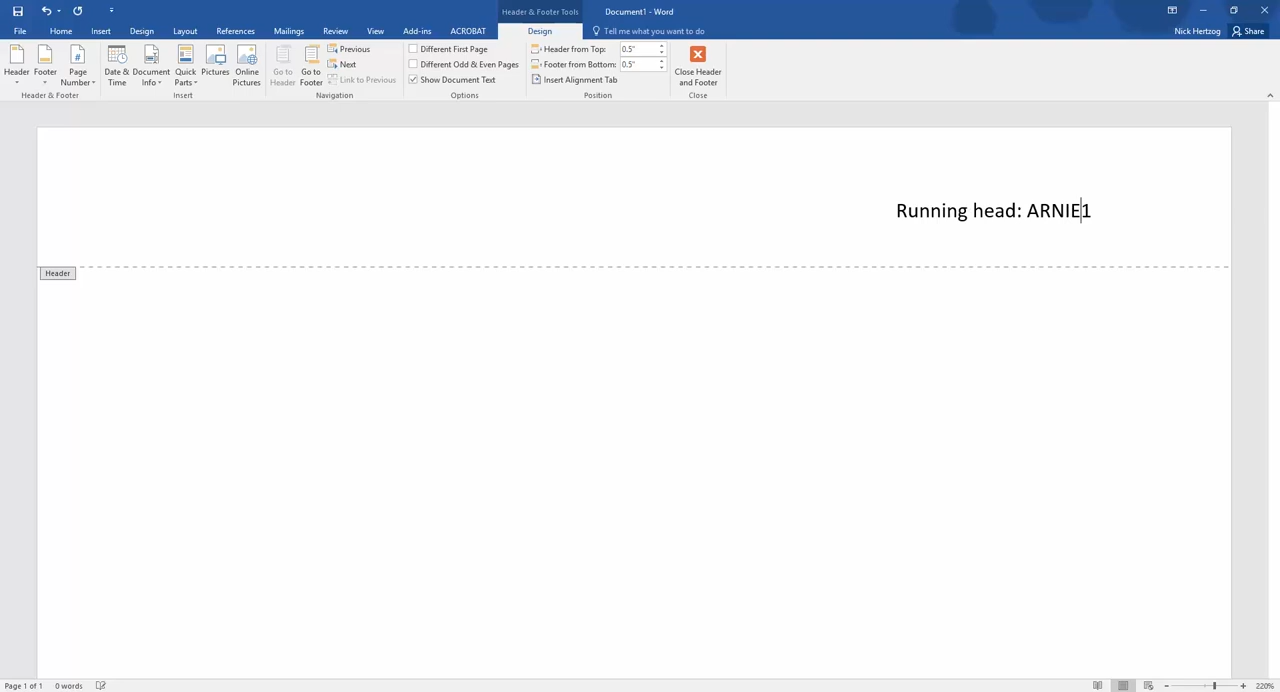 Header & Footer Tools
Document1 - Word
File
Home
Insert
Design
Layout
References
Mailings
Review
View
Add-ins
ACROBAT
Design
Tell me what you want to do
Nick Hertzog
Share
Header
Footer
Page Number
Header & Footer
Date & Time
Document Info
Quick Parts
Pictures
Online Pictures
Insert
Go to Header
Go to Footer
Previous
Next
Link to Previous
Navigation
Different First Page
Different Odd & Even Pages
Show Document Text
Options
Header from Top: 0.5"
Footer from Bottom: 0.5"
Insert Alignment Tab
Position
Close Header and Footer
Close
Running head: ARNIE1
Header
Page 1 of 1
0 words
220%